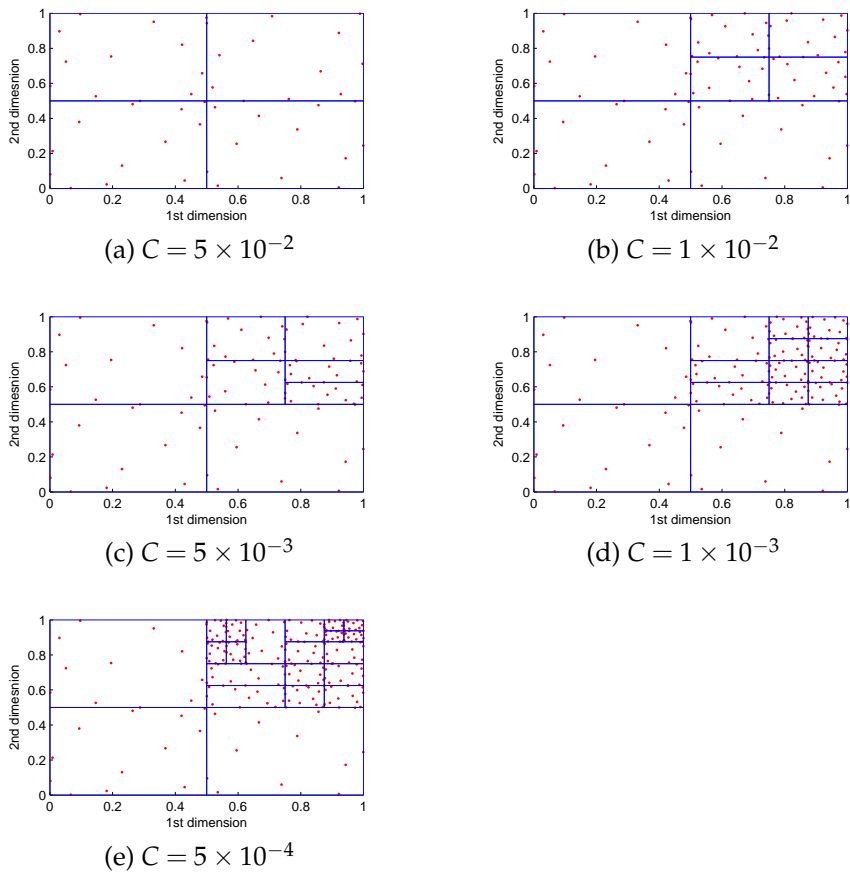 1
0.8
0.6
0.4
0.2
0
0 0.2 0.4 0.6 0.8 1
2nd dimesnion
1st dimension
(a) C = 5 × 10⁻²
1
0.8
0.6
0.4
0.2
0
0 0.2 0.4 0.6 0.8 1
2nd dimesnion
1st dimension
(b) C = 1 × 10⁻²
1
0.8
0.6
0.4
0.2
0
0 0.2 0.4 0.6 0.8 1
2nd dimesnion
1st dimension
(c) C = 5 × 10⁻³
1
0.8
0.6
0.4
0.2
0
0 0.2 0.4 0.6 0.8 1
2nd dimesnion
1st dimension
(d) C = 1 × 10⁻³
1
0.8
0.6
0.4
0.2
0
0 0.2 0.4 0.6 0.8 1
2nd dimesnion
1st dimension
(e) C = 5 × 10⁻⁴